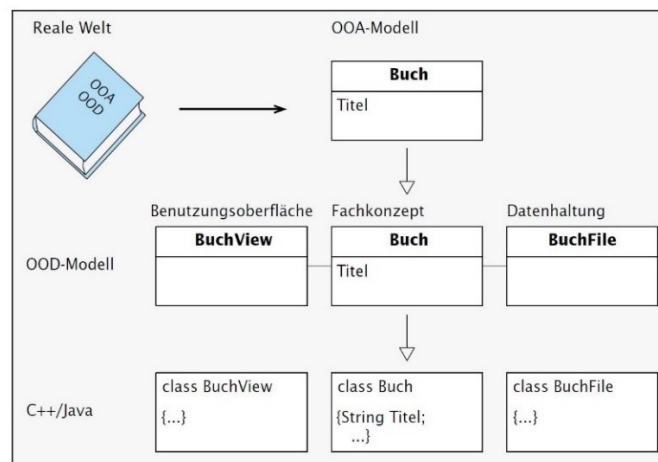 Reale Welt
OOA-Modell
OOA
OOD
Buch
Titel
Benutzungsoberfläche
Fachkonzept
Datenhaltung
OOD-Modell
BuchView
Buch
Titel
BuchFile
C++/Java
class BuchView
{...}
class Buch
{String Titel;
...}
class BuchFile
{...}